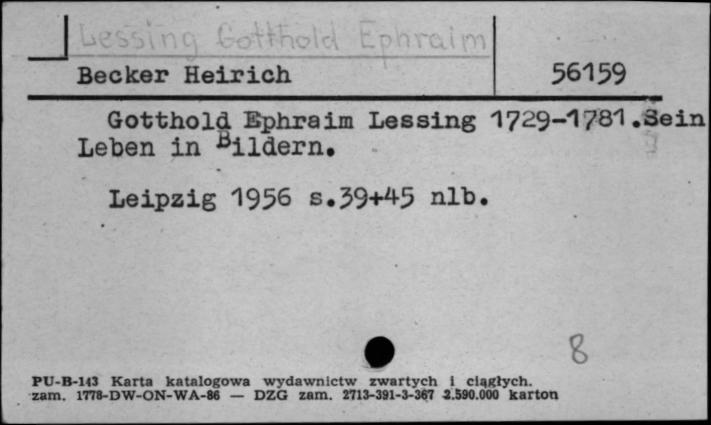 Lessing Gotthold Ephraim
Becker Heirich 56159
Gotthold Ephraim Lessing 1729-1781.Sein
Leben in Bildern.
Leipzig 1956 s.39+45 nlb.
8
PU-B-143 Karta katalogowa wydawnictw zwartych i ciągłych.
zam. 1778-DW-ON-WA-86 — DZG zam. 2713-391-3-367 2.590.000 karton